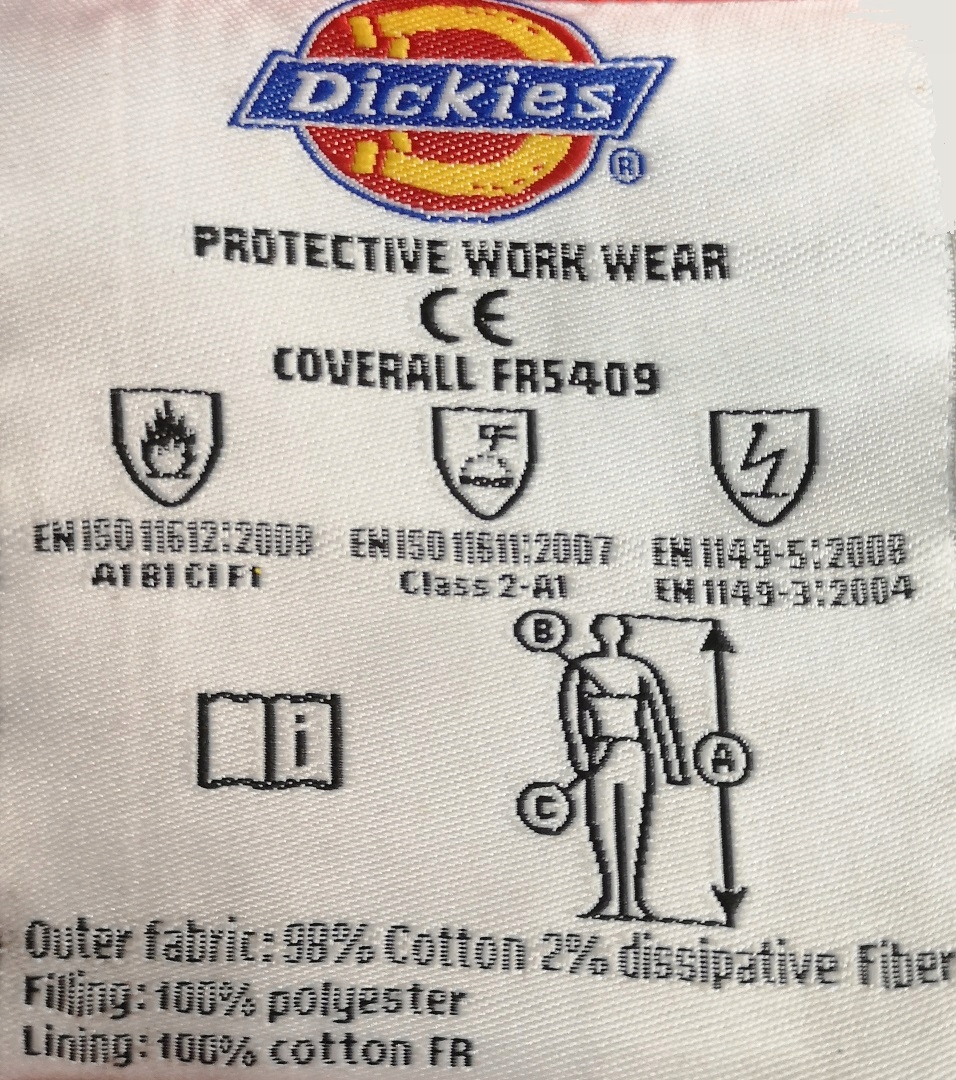 Dickies
®
PROTECTIVE WORK WEAR
CE
COVERALL FR5409
EN ISO 11612:2008 EN ISO 11611:2007 EN 1149-5:2008
A1 B1 C1 F1 Class 2-A1 EN 1149-3:2004
B
i
A
C
Outer fabric: 98% Cotton 2% dissipative Fiber
Filling: 100% polyester
Lining: 100% cotton FR